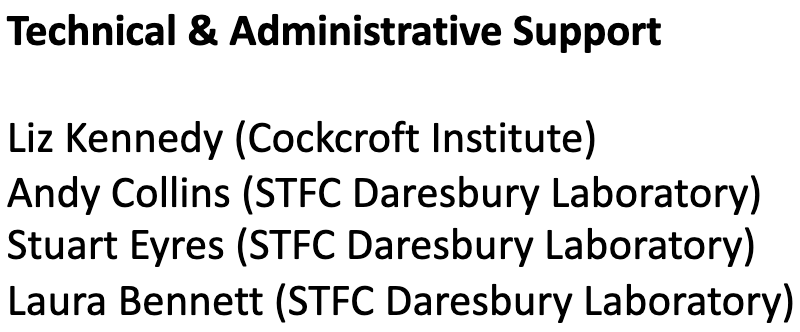 Technical & Administrative Support
Liz Kennedy (Cockcroft Institute)
Andy Collins (STFC Daresbury Laboratory)
Stuart Eyres (STFC Daresbury Laboratory)
Laura Bennett (STFC Daresbury Laboratory)